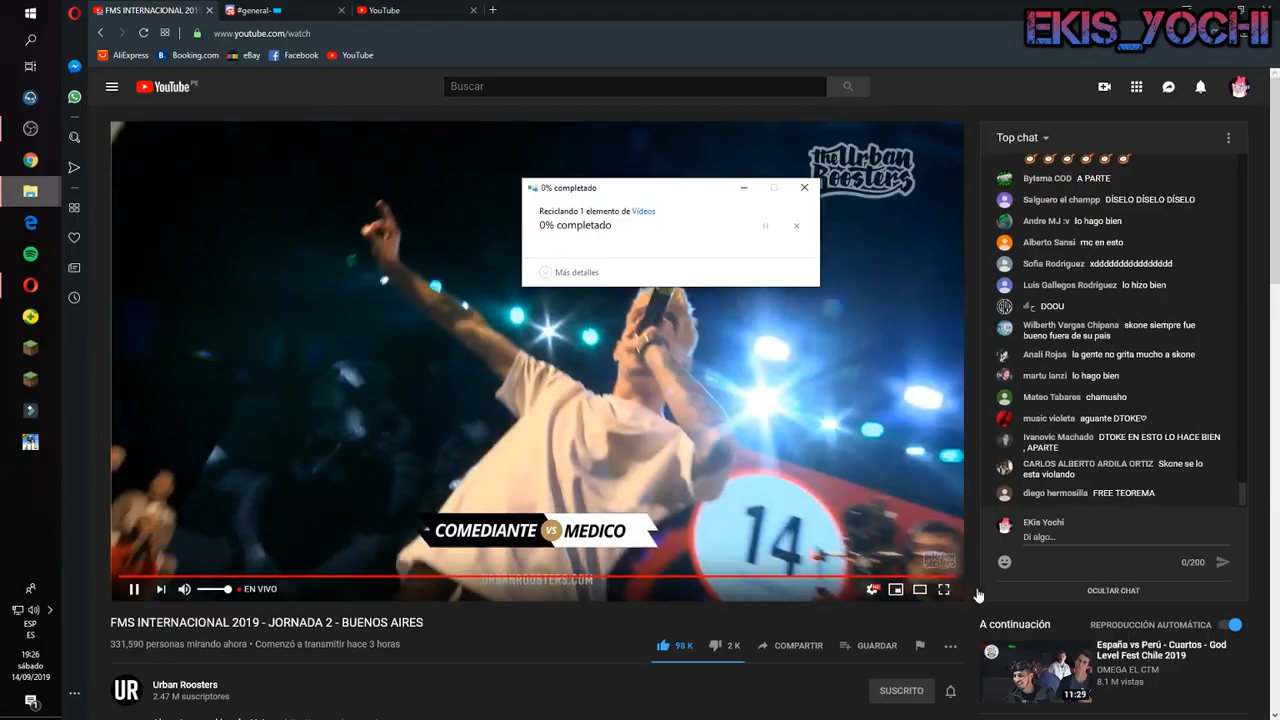 FMS INTERNACIONAL 2019
#general-
YouTube
EKIS_YOCHI
www.youtube.com/watch
AliExpress
Booking.com
eBay
Facebook
YouTube
YouTube PE
Buscar
the Urban
Roosters
0% completado
Reciclando 1 elemento de Vídeos
0% completado
Más detalles
COMEDIANTE VS MEDICO
14
URBANROOSTERS.COM
EN VIVO
Top chat
ByIsma COD A PARTE
Salguero el champp DÍSELO DÍSELO DÍSELO
Andre MJ :v lo hago bien
Alberto Sansi mc en esto
Sofia Rodriguez xdddddddddddddddd
Luis Gallegos Rodriguez lo hizo bien
DOOU
Wilberth Vargas Chipana skone siempre fue
bueno fuera de su pais
Anali Rojas la gente no grita mucho a skone
martu lanzi lo hago bien
Mateo Tabares chamusho
music violeta aguante DTOKE♡
Ivanovic Machado DTOKE EN ESTO LO HACE BIEN
, APARTE
CARLOS ALBERTO ARDILA ORTIZ Skone se lo
esta violando
diego hermosilla FREE TEOREMA
EKis Yochi
Di algo...
0/200
OCULTAR CHAT
FMS INTERNACIONAL 2019 - JORNADA 2 - BUENOS AIRES
331,590 personas mirando ahora • Comenzó a transmitir hace 3 horas
98 K
2 K
COMPARTIR
GUARDAR
UR
Urban Roosters
2.47 M suscriptores
SUSCRITO
A continuación
REPRODUCCIÓN AUTOMÁTICA
España vs Perú - Cuartos - God
Level Fest Chile 2019
OMEGA EL CTM
8.1 M vistas
11:29
ESP
ES
19:26
sábado
14/09/2019